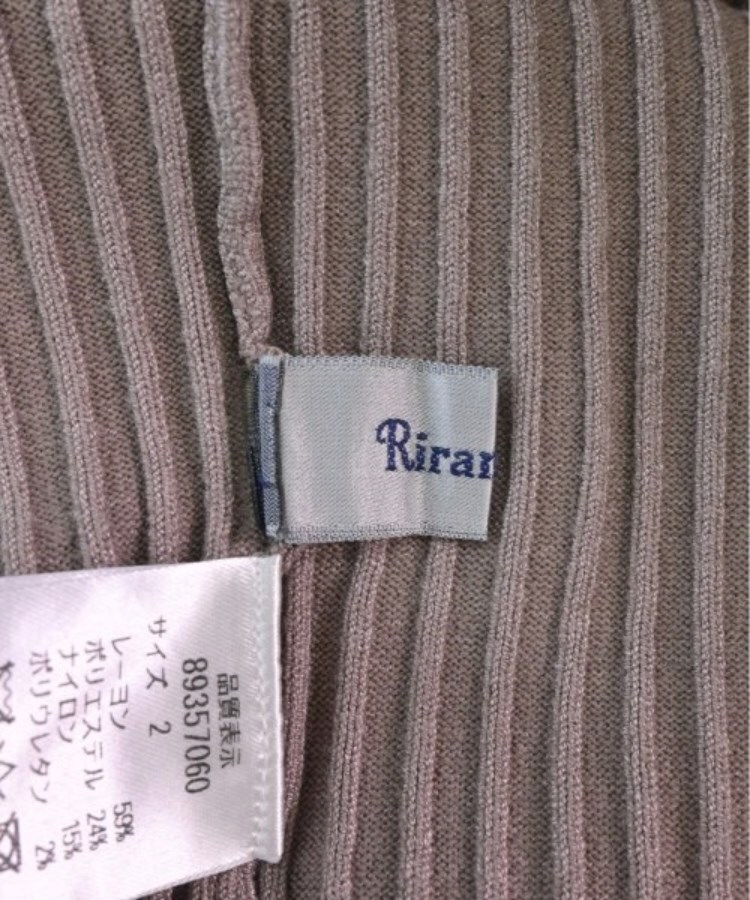 Riran
品質表示
89357060
サイズ 2
レーヨン 59%
ポリエステル 24%
ナイロン 15%
ポリウレタン 2%